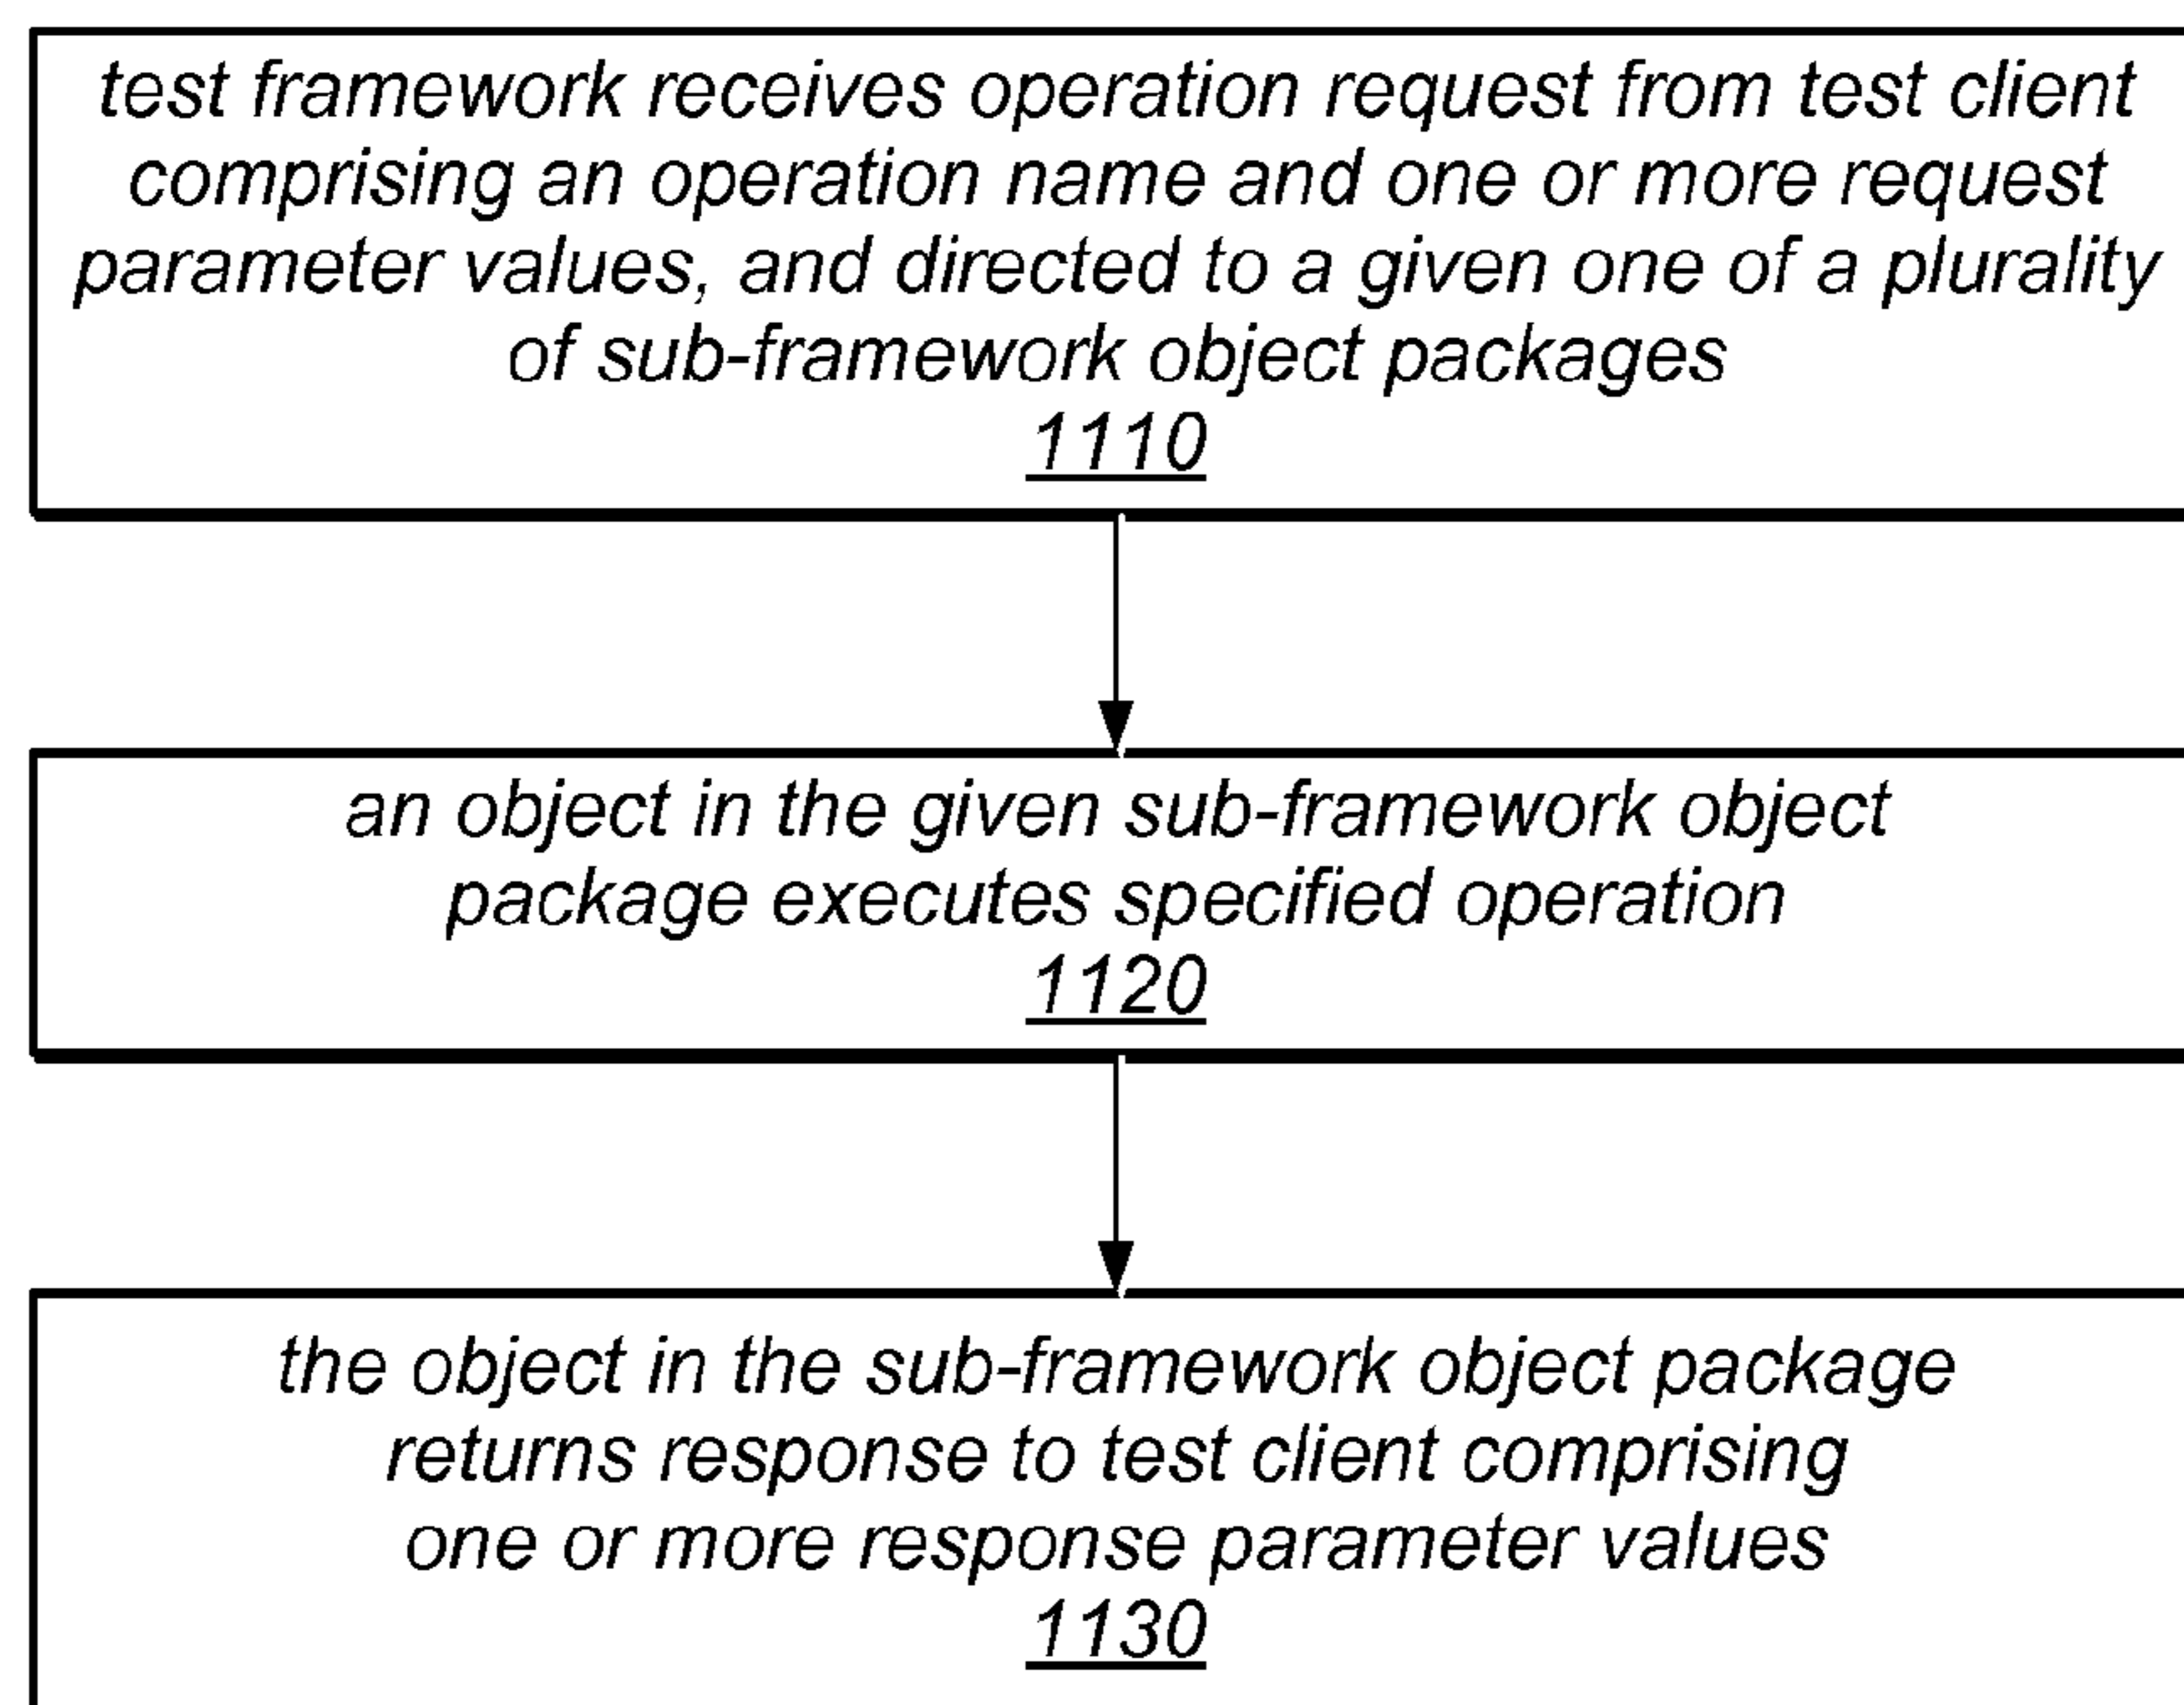 test framework receives operation request from test client
comprising an operation name and one or more request
parameter values, and directed to a given one of a plurality
of sub-framework object packages
1110
an object in the given sub-framework object
package executes specified operation
1120
the object in the sub-framework object package
returns response to test client comprising
one or more response parameter values
1130